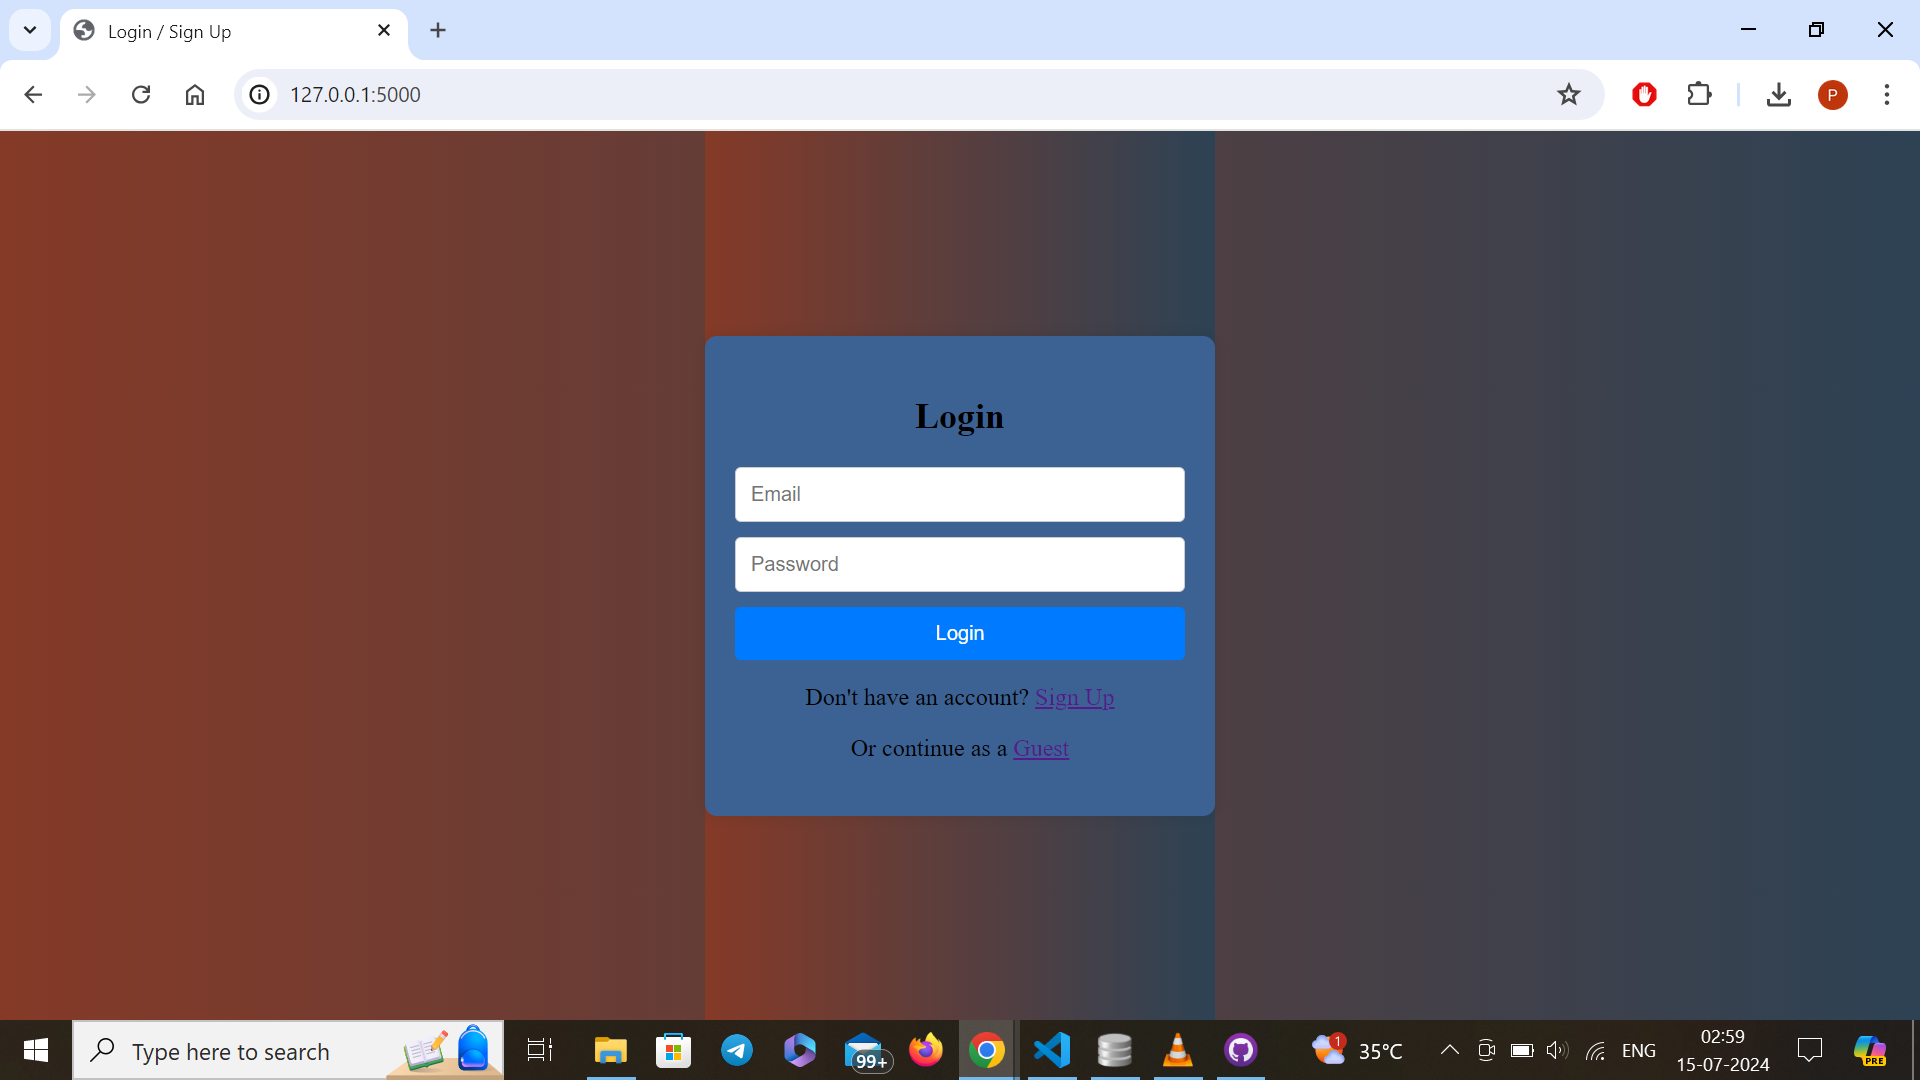 Login / Sign Up
127.0.0.1:5000
P
Login
Email
Password
Login
Don't have an account? Sign Up
Or continue as a Guest
Type here to search
99+
1
35°C
ENG
02:59
15-07-2024
PRE